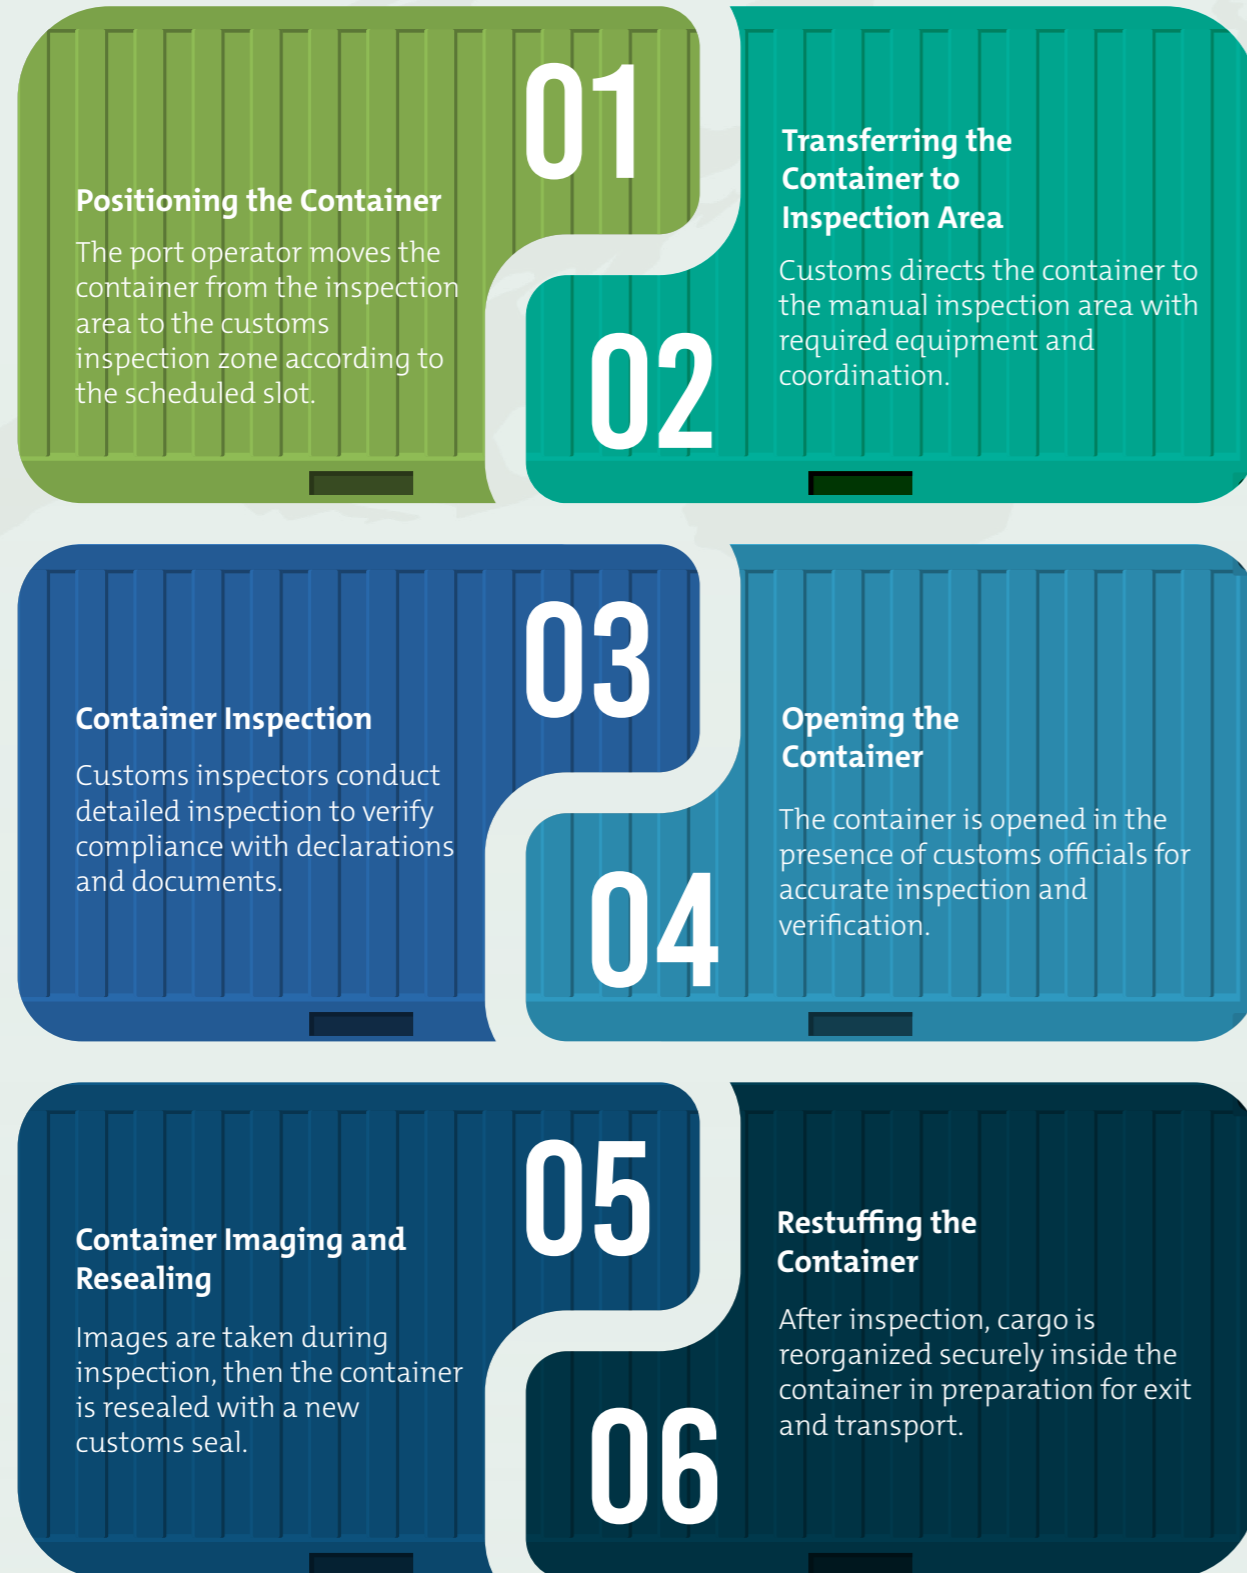 01
Positioning the Container
The port operator moves the
container from the inspection
area to the customs
inspection zone according to
the scheduled slot.
02
Transferring the
Container to
Inspection Area
Customs directs the container to
the manual inspection area with
required equipment and
coordination.
03
Container Inspection
Customs inspectors conduct
detailed inspection to verify
compliance with declarations
and documents.
04
Opening the
Container
The container is opened in the
presence of customs officials for
accurate inspection and
verification.
05
Container Imaging and
Resealing
Images are taken during
inspection, then the container
is resealed with a new
customs seal.
06
Restuffing the
Container
After inspection, cargo is
reorganized securely inside the
container in preparation for exit
and transport.